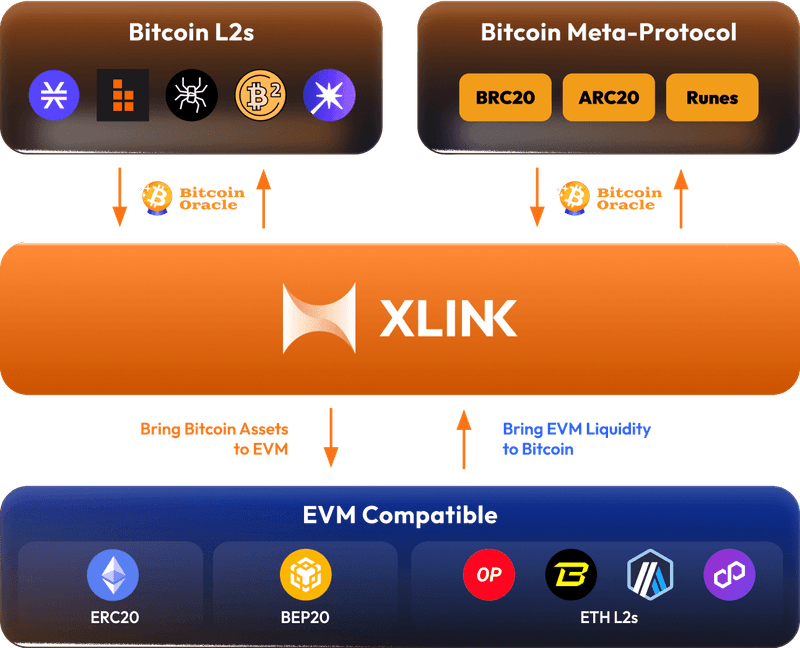 Bitcoin L2s
Bitcoin Meta-Protocol
₿2
BRC20
ARC20
Runes
Bitcoin
Oracle
Bitcoin
Oracle
XLINK
Bring Bitcoin Assets
to EVM
Bring EVM Liquidity
to Bitcoin
EVM Compatible
OP
ERC20
BEP20
ETH L2s